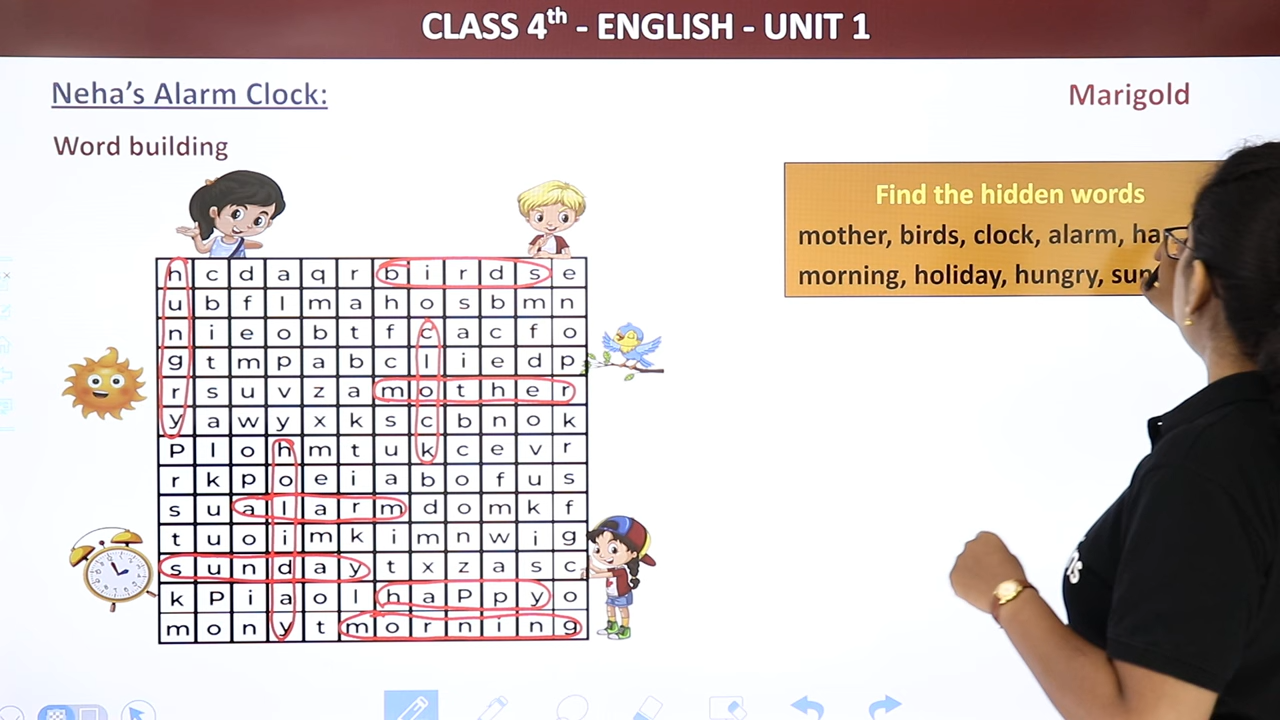 CLASS 4th - ENGLISH - UNIT 1
Neha's Alarm Clock:
Marigold
Word building
Find the hidden words
mother, birds, clock, alarm,
morning, holiday, hungry,
h c d a q r b i r d s e
u b f l m a h o s b m n
n i e o b t f c a c f o
g t m p a b c l i e d p
r s u v z a m o t h e r
y a w y x k s c b n o k
P l o h m t u k c e v r
r k p o e i a b o f u s
s u a l a r m d o m k f
t u o i m k i m n w i g
s u n d a y t x z a s c
k P i a o l h a P p y o
m o n y t m o r n i n g